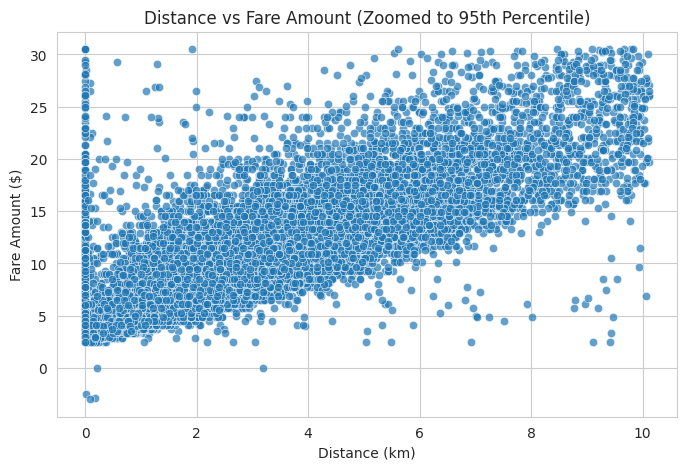 Distance vs Fare Amount (Zoomed to 95th Percentile)
30
25
20
15
10
5
0
Fare Amount ($)
0 2 4 6 8 10
Distance (km)